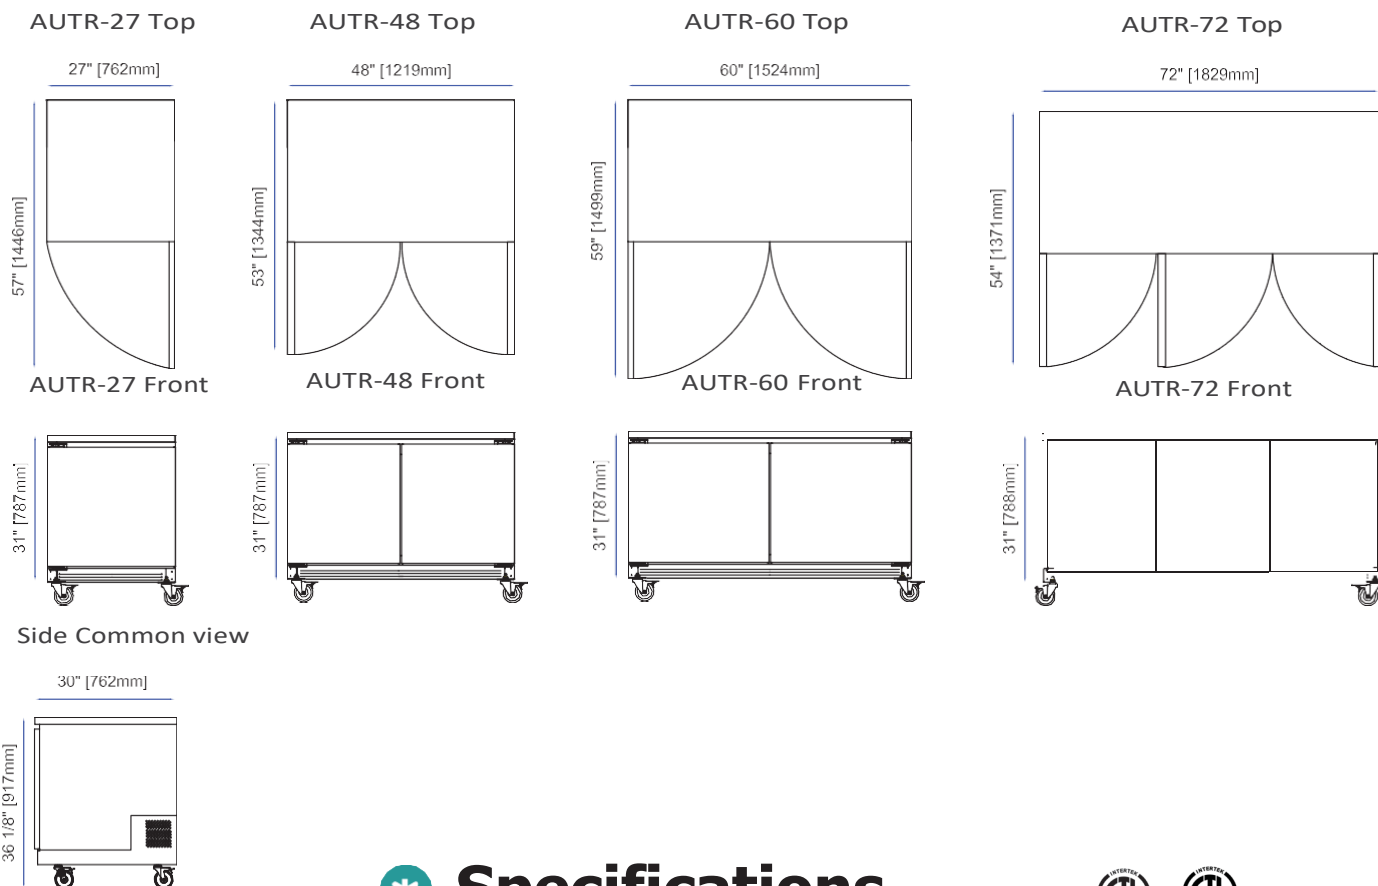 AUTR-27 Top
AUTR-48 Top
AUTR-60 Top
AUTR-72 Top
27" [762mm]
48" [1219mm]
60" [1524mm]
72" [1829mm]
57" [1446mm]
53" [1344mm]
59" [1499mm]
54" [1371mm]
AUTR-27 Front
AUTR-48 Front
AUTR-60 Front
AUTR-72 Front
31" [787mm]
31" [787mm]
31" [787mm]
31" [788mm]
Side Common view
30" [762mm]
36 1/8" [917mm]
Specifications
INTERTEK
INTERTEK